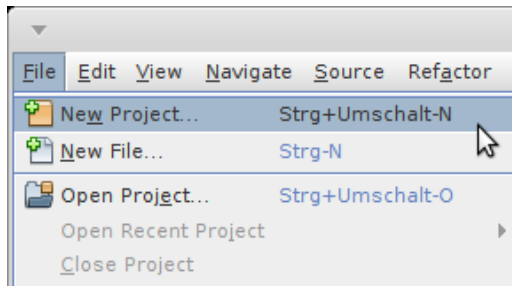 File Edit View Navigate Source Refactor
New Project... Strg+Umschalt-N
New File... Strg-N
Open Project... Strg+Umschalt-O
Open Recent Project
Close Project